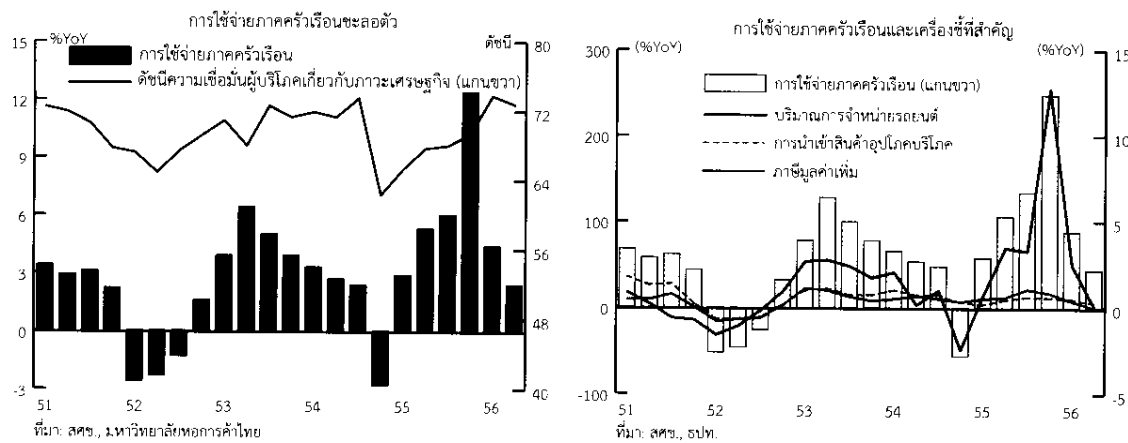 การใช้จ่ายภาคครัวเรือนชะลอตัว
%YoY
ดัชนี
การใช้จ่ายภาคครัวเรือน
ดัชนีความเชื่อมั่นผู้บริโภคเกี่ยวกับภาวะเศรษฐกิจ (แกนขวา)
15
12
9
6
3
0
-3
80
72
64
56
48
40
51 52 53 54 55 56
ที่มา: สศช., มหาวิทยาลัยหอการค้าไทย
การใช้จ่ายภาคครัวเรือนและเครื่องชี้ที่สำคัญ
(%YoY)
(%YoY)
การใช้จ่ายภาคครัวเรือน (แกนขวา)
ปริมาณการจำหน่ายรถยนต์
การนำเข้าสินค้าอุปโภคบริโภค
ภาษีมูลค่าเพิ่ม
300
200
100
0
-100
15
10
5
0
-5
51 52 53 54 55 56
ที่มา: สศช., ธปท.